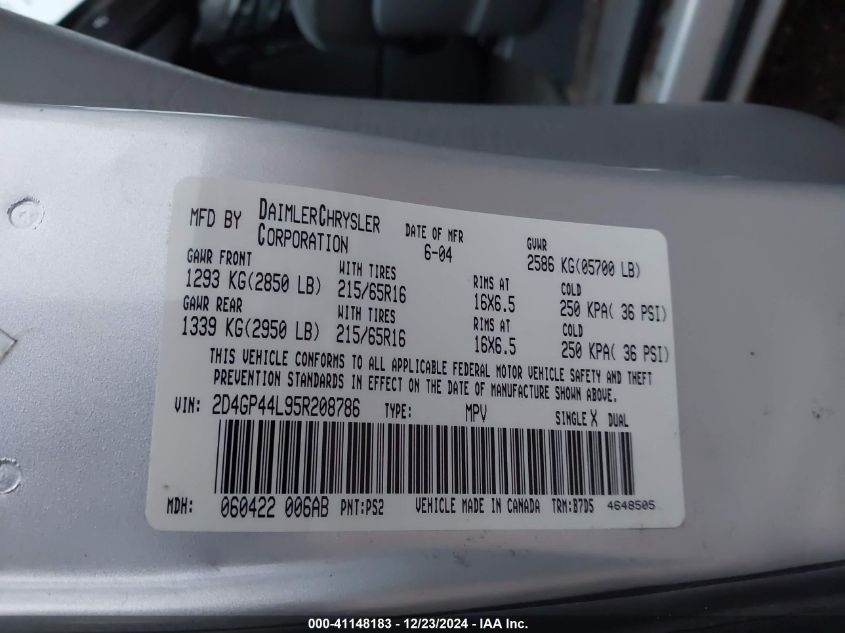 MFD BY DAIMLERCHRYSLER CORPORATION
DATE OF MFR 6-04
GVWR 2586 KG(05700 LB)
GAWR FRONT WITH TIRES RIMS AT COLD
1293 KG(2850 LB) 215/65R16 16X6.5 250 KPA( 36 PSI)
GAWR REAR WITH TIRES RIMS AT COLD
1339 KG(2950 LB) 215/65R16 16X6.5 250 KPA( 36 PSI)
THIS VEHICLE CONFORMS TO ALL APPLICABLE FEDERAL MOTOR VEHICLE SAFETY AND THEFT
PREVENTION STANDARDS IN EFFECT ON THE DATE OF MANUFACTURE SHOWN ABOVE.
VIN: 2D4GP44L95R208786 TYPE: MPV SINGLE X DUAL
MDH: 060422 006AB PNT:PS2 VEHICLE MADE IN CANADA TRM:B7D5 4648505
000-41148183 - 12/23/2024 - IAA Inc.